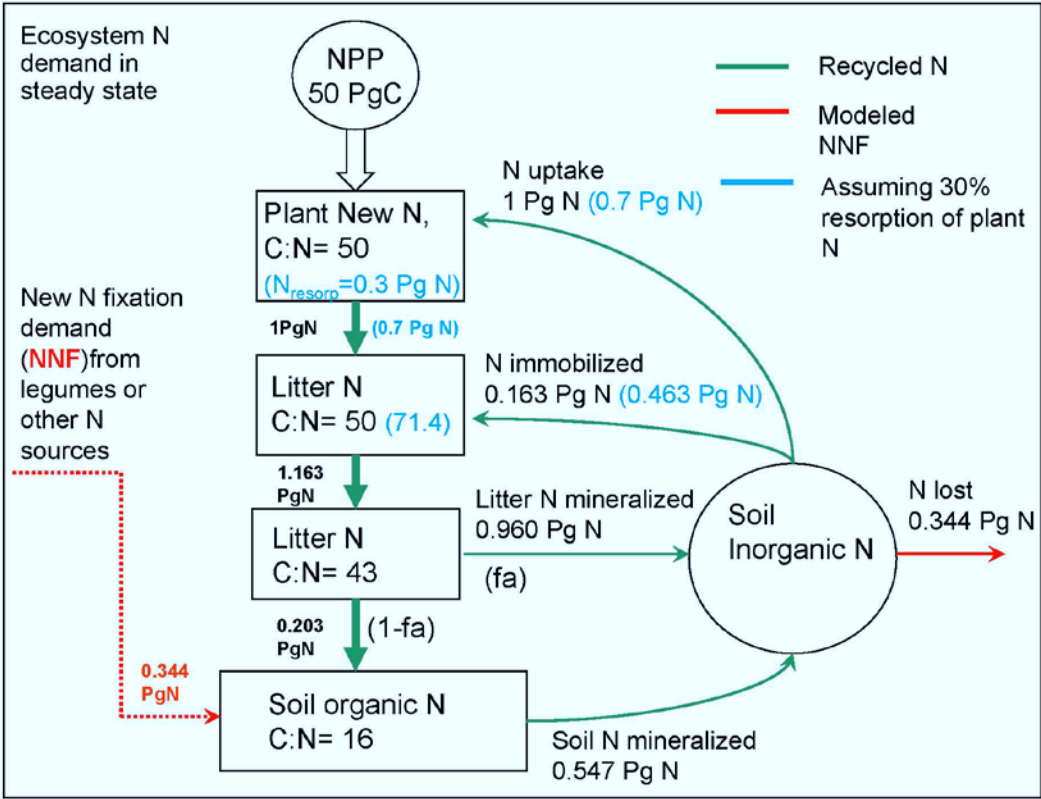 Ecosystem N
demand in
steady state
NPP
50 PgC
Recycled N
Modeled
NNF
Assuming 30%
resorption of plant
N
N uptake
1 Pg N (0.7 Pg N)
Plant New N,
C:N= 50
(Nresorp=0.3 Pg N)
New N fixation
demand
(NNF)from
legumes or
other N
sources
1PgN (0.7 Pg N)
N immobilized
0.163 Pg N (0.463 Pg N)
Litter N
C:N= 50 (71.4)
1.163
PgN
Litter N mineralized
0.960 Pg N
(fa)
Soil
Inorganic N
N lost
0.344 Pg N
Litter N
C:N= 43
0.203
PgN
(1-fa)
0.344
PgN
Soil organic N
C:N= 16
Soil N mineralized
0.547 Pg N